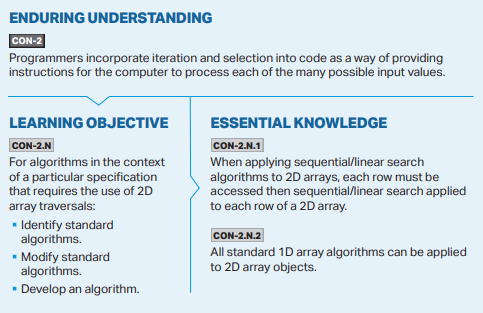 ENDURING UNDERSTANDING
CON-2
Programmers incorporate iteration and selection into code as a way of providing
instructions for the computer to process each of the many possible input values.
LEARNING OBJECTIVE
CON-2.N
For algorithms in the context
of a particular specification
that requires the use of 2D
array traversals:
▪ Identify standard
algorithms.
▪ Modify standard
algorithms.
▪ Develop an algorithm.
ESSENTIAL KNOWLEDGE
CON-2.N.1
When applying sequential/linear search
algorithms to 2D arrays, each row must be
accessed then sequential/linear search applied
to each row of a 2D array.
CON-2.N.2
All standard 1D array algorithms can be applied
to 2D array objects.